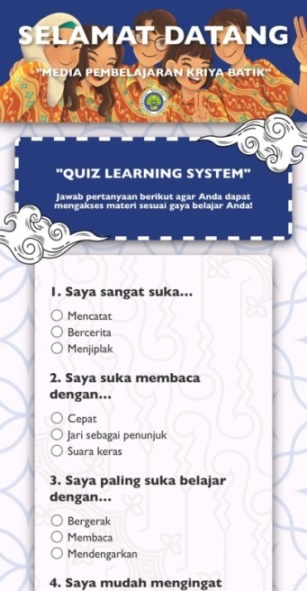 SELAMAT DATANG
"MEDIA PEMBELAJARAN KRIYA BATIK"
"QUIZ LEARNING SYSTEM"
Jawab pertanyaan berikut agar Anda dapat
mengakses materi sesuai gaya belajar Anda!
1. Saya sangat suka...
Mencatat
Bercerita
Menjiplak
2. Saya suka membaca
dengan...
Cepat
Jari sebagai penunjuk
Suara keras
3. Saya paling suka belajar
dengan...
Bergerak
Membaca
Mendengarkan
4. Saya mudah mengingat